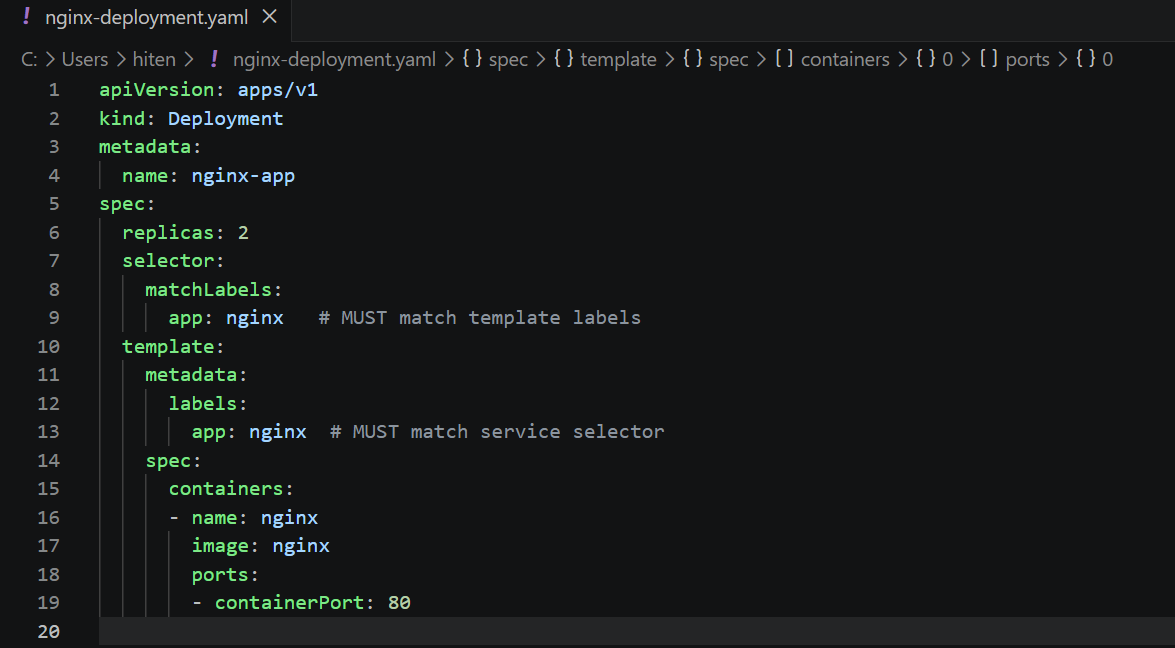 ! nginx-deployment.yaml ×
C: > Users > hiten > ! nginx-deployment.yaml > {} spec > {} template > {} spec > [] containers > {} 0 > [] ports > {} 0
1 apiVersion: apps/v1
2 kind: Deployment
3 metadata:
4   name: nginx-app
5 spec:
6   replicas: 2
7   selector:
8     matchLabels:
9       app: nginx   # MUST match template labels
10   template:
11     metadata:
12       labels:
13         app: nginx  # MUST match service selector
14     spec:
15       containers:
16       - name: nginx
17         image: nginx
18         ports:
19         - containerPort: 80
20